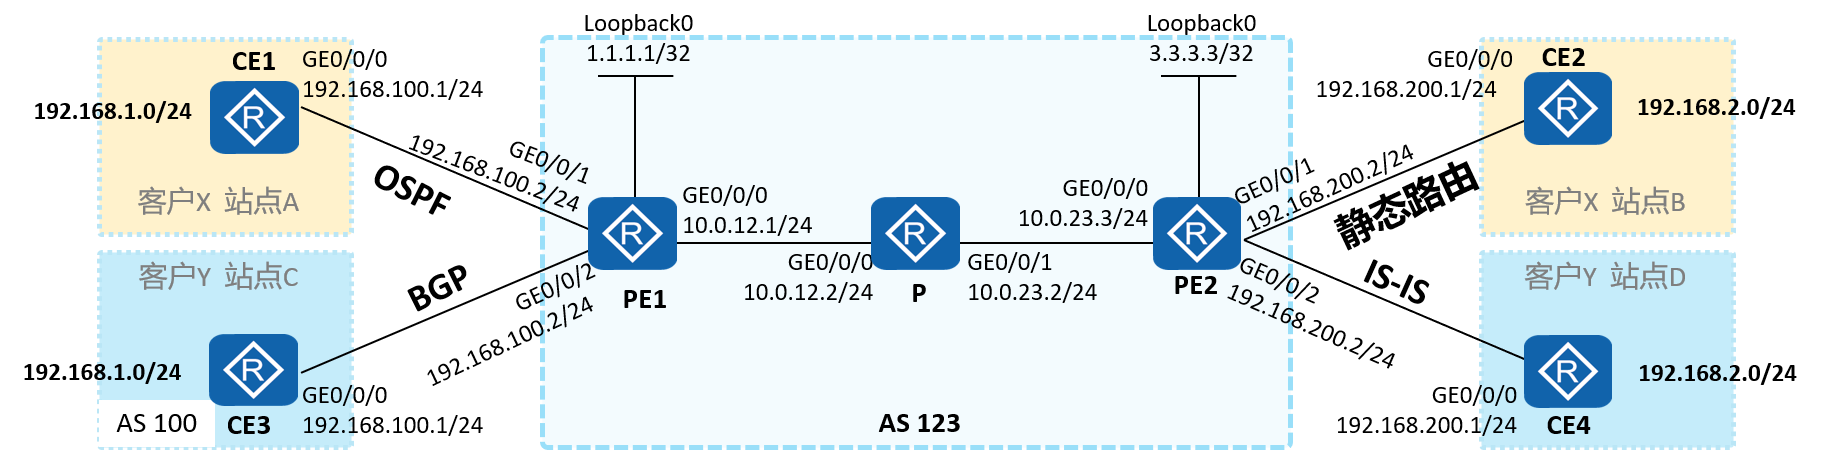 Loopback0
1.1.1.1/32
Loopback0
3.3.3.3/32
CE1
GE0/0/0
192.168.100.1/24
192.168.1.0/24
R
客户X 站点A
OSPF
GE0/0/1
192.168.100.2/24
客户Y 站点C
BGP
GE0/0/2
192.168.100.2/24
192.168.1.0/24
R
GE0/0/0
192.168.100.1/24
AS 100
CE3
R
PE1
GE0/0/0
10.0.12.1/24
GE0/0/0
10.0.12.2/24
R
P
GE0/0/1
10.0.23.2/24
GE0/0/0
10.0.23.3/24
R
PE2
AS 123
GE0/0/1
192.168.200.2/24
静态路由
GE0/0/0
192.168.200.1/24
CE2
R
192.168.2.0/24
客户X 站点B
GE0/0/2
192.168.200.2/24
IS-IS
客户Y 站点D
R
192.168.2.0/24
GE0/0/0
192.168.200.1/24
CE4